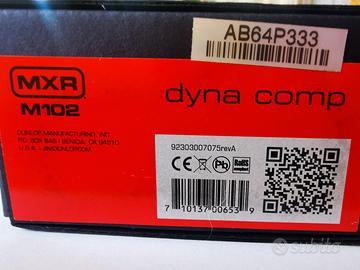 AB64P333
MXR
M102
dyna comp
DUNLOP MANUFACTURING, INC.
P.O. BOX 846 | BENICIA, CA 94510
U.S.A. | JIMDUNLOP.COM
92303007075revA
CE
Pb
RoHS
7 10137 00653 9
subito